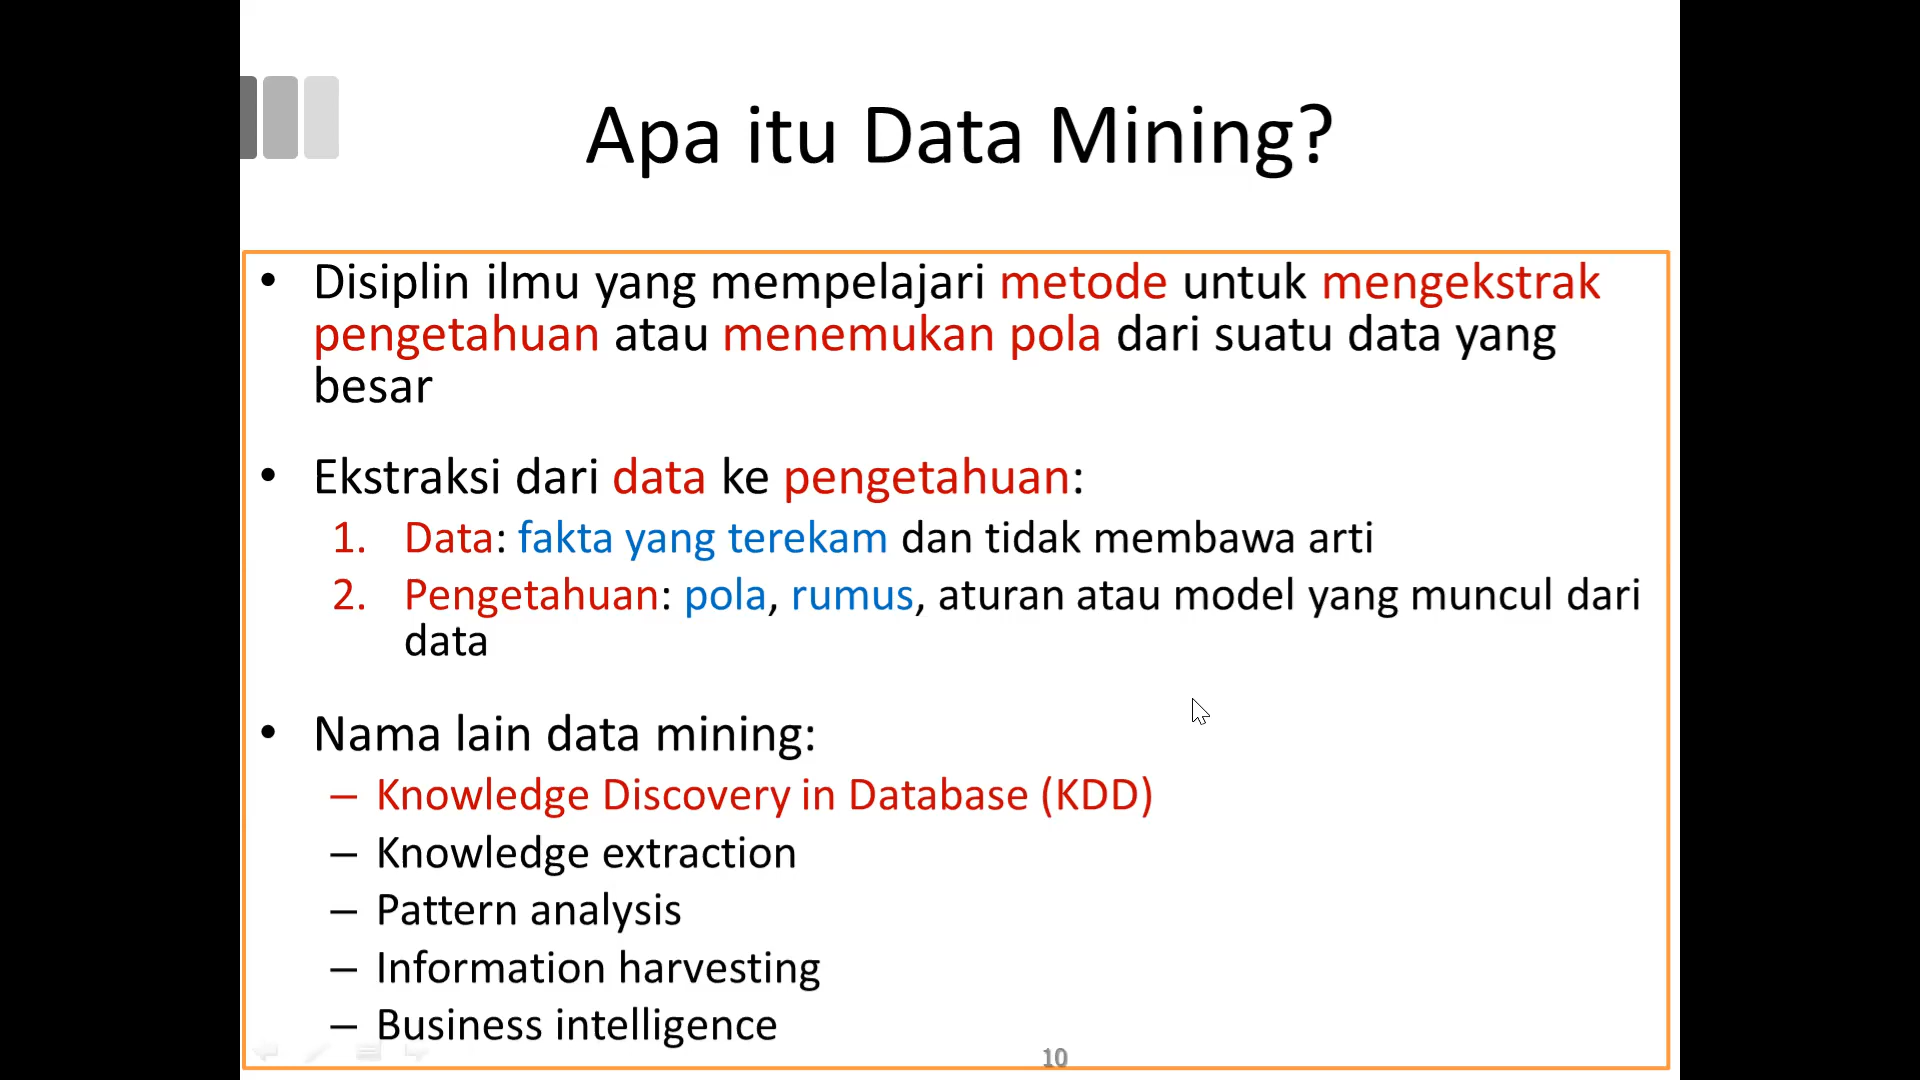 Apa itu Data Mining?
• Disiplin ilmu yang mempelajari metode untuk mengekstrak
pengetahuan atau menemukan pola dari suatu data yang
besar
• Ekstraksi dari data ke pengetahuan:
1. Data: fakta yang terekam dan tidak membawa arti
2. Pengetahuan: pola, rumus, aturan atau model yang muncul dari
data
• Nama lain data mining:
– Knowledge Discovery in Database (KDD)
– Knowledge extraction
– Pattern analysis
– Information harvesting
– Business intelligence
10